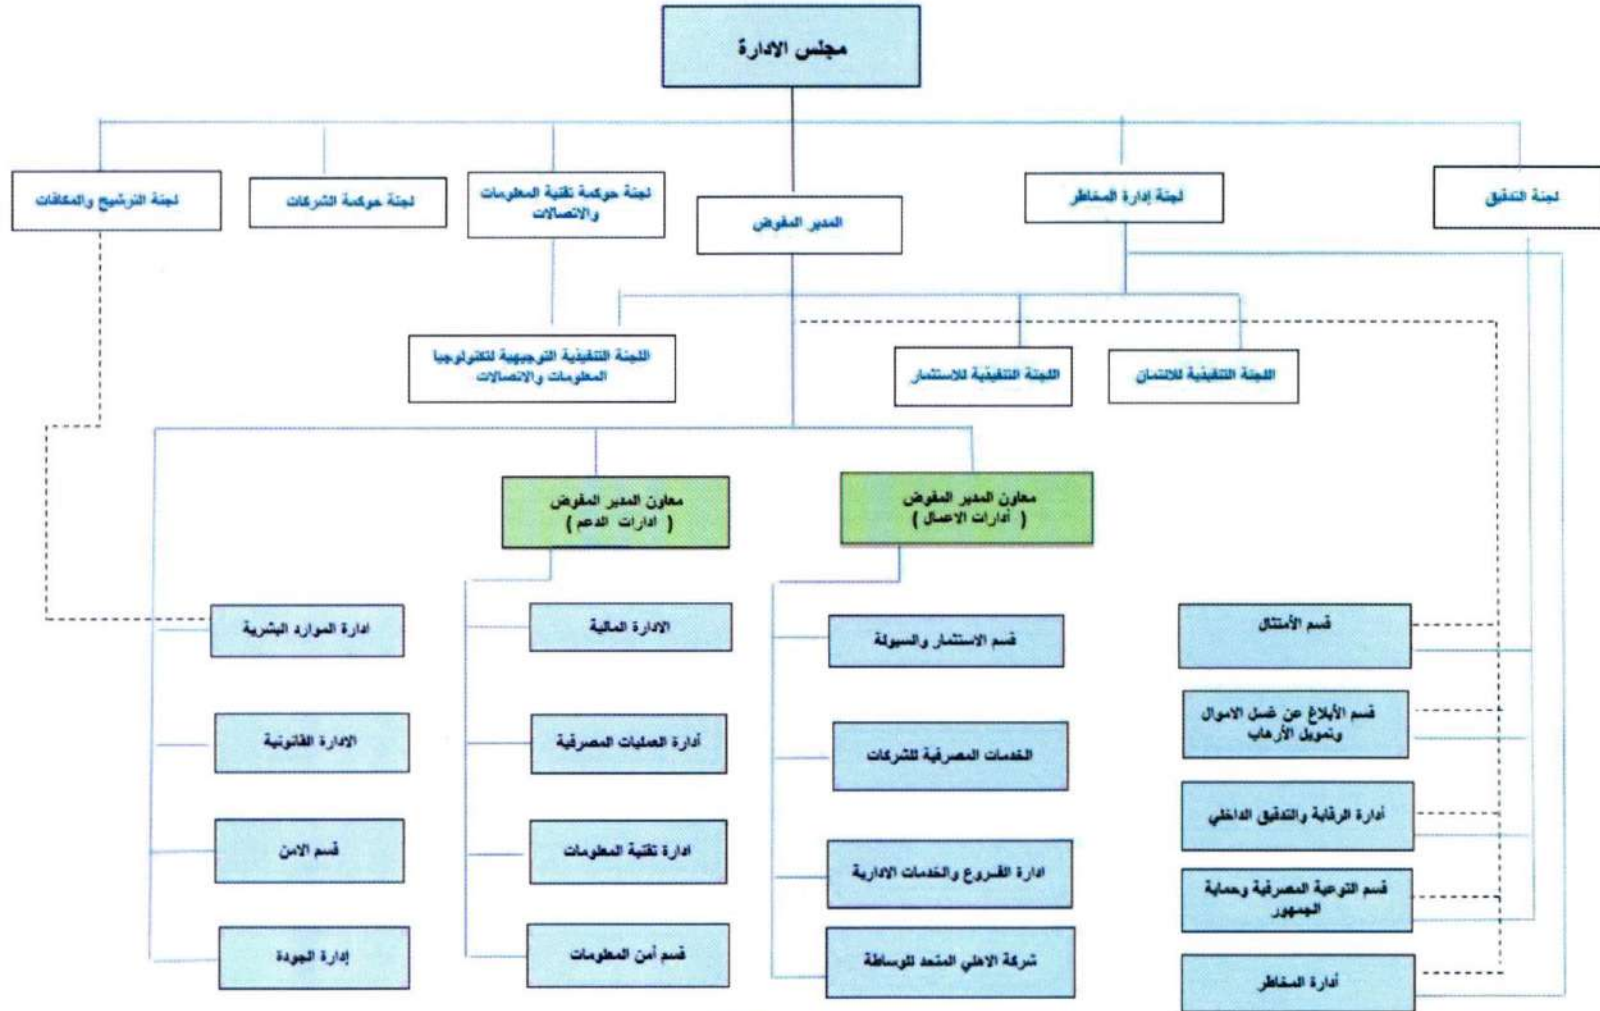 مجلس الادارة
لجنة التدقيق
لجنة إدارة المخاطر
المدير المفوض
لجنة حوكمة تقنية المعلومات
والاتصالات
لجنة حوكمة الشركات
لجنة الترشيح والمكافات
اللجنة التنفيذية للائتمان
اللجنة التنفيذية للاستثمار
اللجنة التنفيذية التوجيهية لتكنولوجيا
المعلومات والاتصالات
معاون المدير المفوض
( أدارات الاعمال )
معاون المدير المفوض
( ادارات الدعم )
قسم الأمتثال
قسم الأبلاغ عن غسل الاموال
وتمويل الأرهاب
أدارة الرقابة والتدقيق الداخلي
قسم التوعية المصرفية وحماية
الجمهور
أدارة المخاطر
قسم الاستثمار والسيولة
الخدمات المصرفية للشركات
ادارة الفروع والخدمات الادارية
شركة الاهلي المتحد للوساطة
الادارة المالية
أدارة العمليات المصرفية
ادارة تقنية المعلومات
قسم أمن المعلومات
ادارة الموارد البشرية
الادارة القانونية
قسم الامن
إدارة الجودة